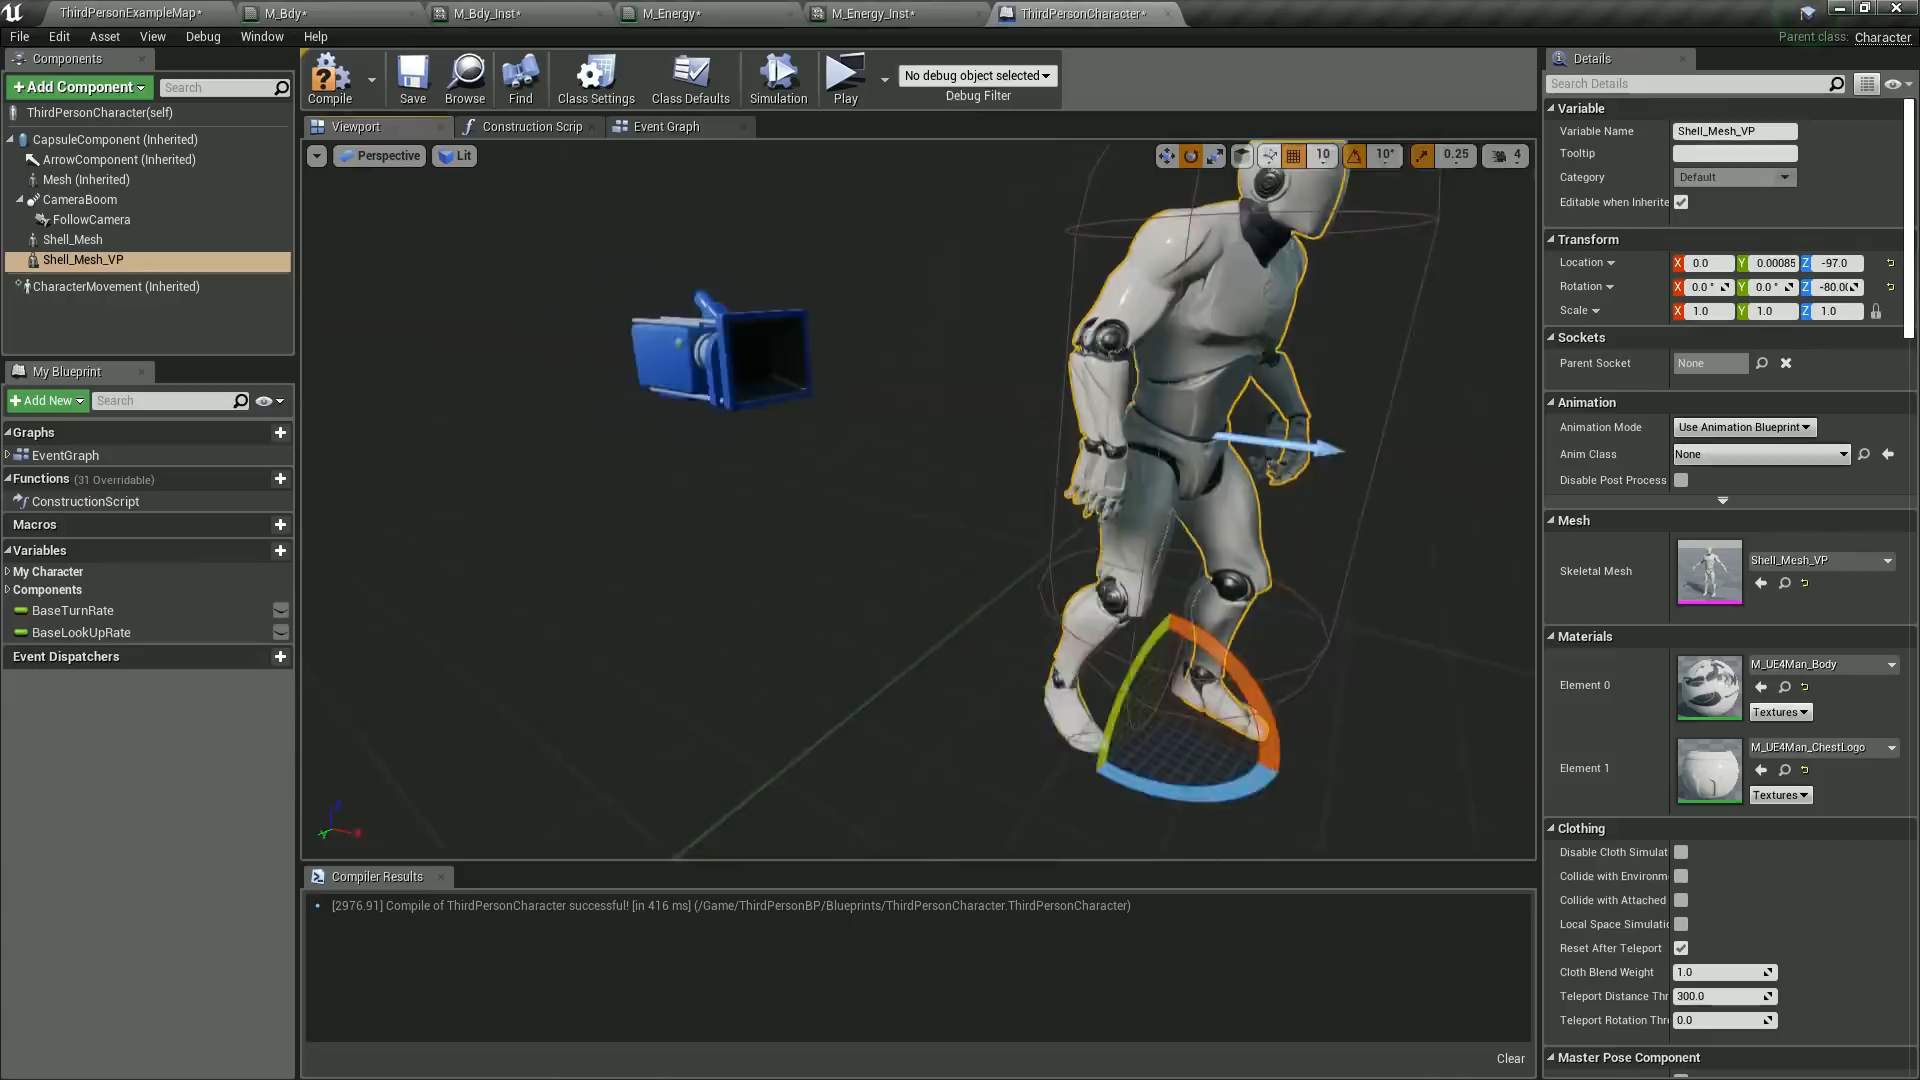 ThirdPersonExampleMap*
M_Bdy*
M_Bdy_Inst*
M_Energy*
M_Energy_Inst*
ThirdPersonCharacter*
File Edit Asset View Debug Window Help
Parent class: Character
Components
+ Add Component
Search
ThirdPersonCharacter(self)
CapsuleComponent (Inherited)
ArrowComponent (Inherited)
Mesh (Inherited)
CameraBoom
FollowCamera
Shell_Mesh
Shell_Mesh_VP
CharacterMovement (Inherited)
My Blueprint
+ Add New
Search
Graphs
EventGraph
Functions (31 Overridable)
ConstructionScript
Macros
Variables
My Character
Components
BaseTurnRate
BaseLookUpRate
Event Dispatchers
Compile
Save
Browse
Find
Class Settings
Class Defaults
Simulation
Play
No debug object selected
Debug Filter
Viewport
Construction Scrip
Event Graph
Perspective
Lit
10
10°
0.25
4
Compiler Results
[2976.91] Compile of ThirdPersonCharacter successful! [in 416 ms] (/Game/ThirdPersonBP/Blueprints/ThirdPersonCharacter.ThirdPersonCharacter)
Clear
Details
Search Details
Variable
Variable Name Shell_Mesh_VP
Tooltip
Category Default
Editable when Inherite
Transform
Location X 0.0 Y 0.00085 Z -97.0
Rotation X 0.0° Y 0.0° Z -80.0(
Scale X 1.0 Y 1.0 Z 1.0
Sockets
Parent Socket None
Animation
Animation Mode Use Animation Blueprint
Anim Class None
Disable Post Process
Mesh
Skeletal Mesh Shell_Mesh_VP
Materials
Element 0 M_UE4Man_Body
Textures
Element 1 M_UE4Man_ChestLogo
Textures
Clothing
Disable Cloth Simulat
Collide with Environm
Collide with Attached
Local Space Simulatic
Reset After Teleport
Cloth Blend Weight 1.0
Teleport Distance Thr 300.0
Teleport Rotation Thr 0.0
Master Pose Component